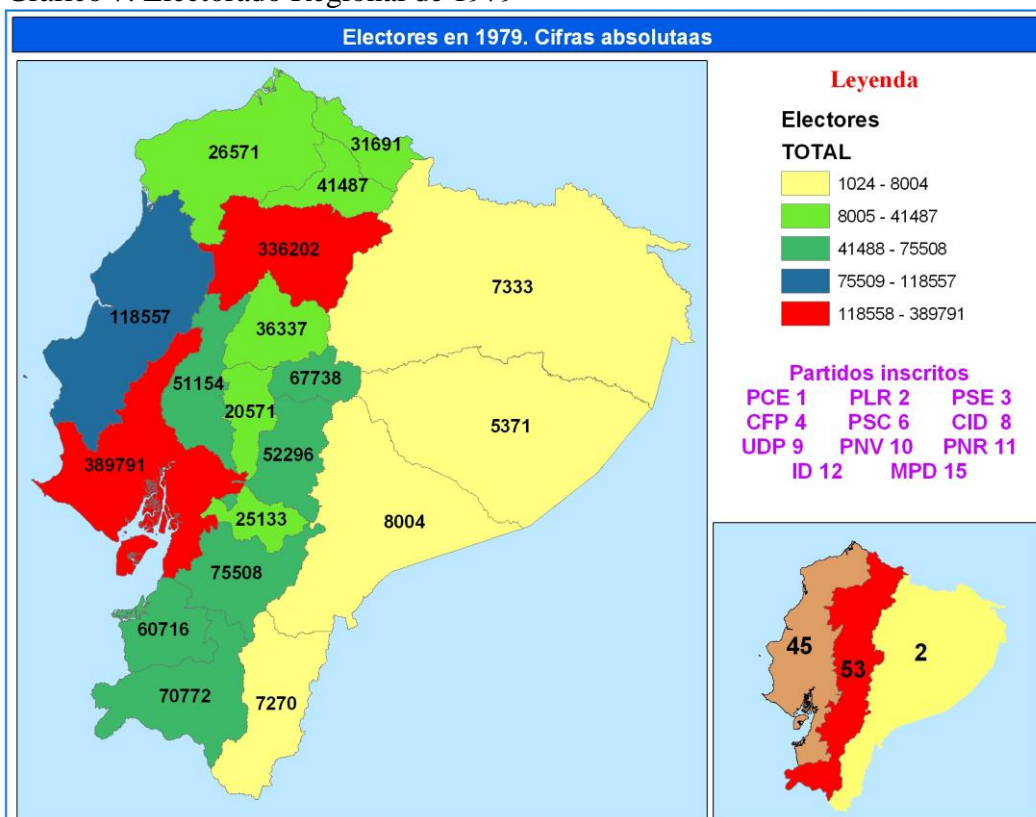 Gráfico 7. Electorado Regional de 1979
Electores en 1979. Cifras absolutaas
26571
31691
41487
336202
7333
118557
36337
51154
67738
20571
5371
52296
389791
25133
8004
75508
60716
70772
7270
Leyenda
Electores
TOTAL
1024 - 8004
8005 - 41487
41488 - 75508
75509 - 118557
118558 - 389791
Partidos inscritos
PCE 1 PLR 2 PSE 3
CFP 4 PSC 6 CID 8
UDP 9 PNV 10 PNR 11
ID 12 MPD 15
45
53
2